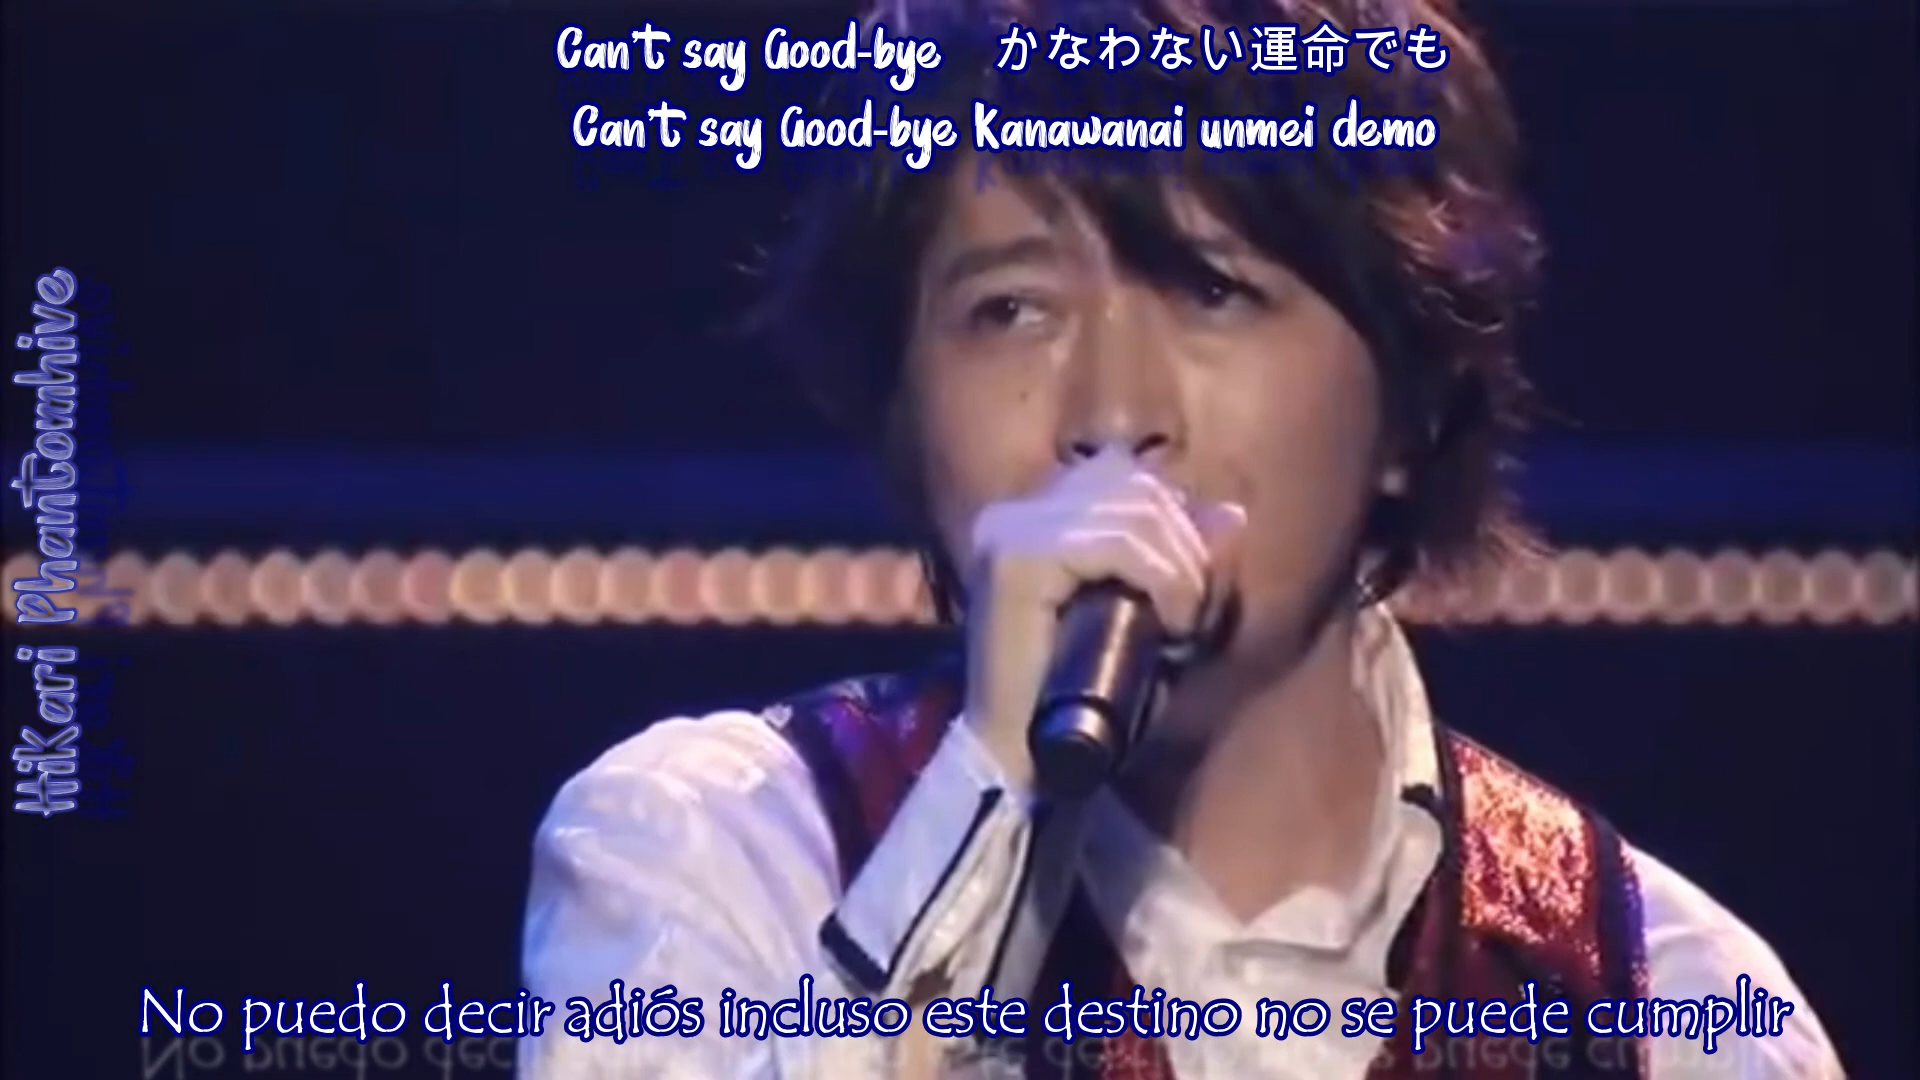 Can't say Good-bye　かなわない運命でも
Can't say Good-bye Kanawanai unmei demo
Hikari Phantomhive
No puedo decir adiós incluso este destino no se puede cumplir